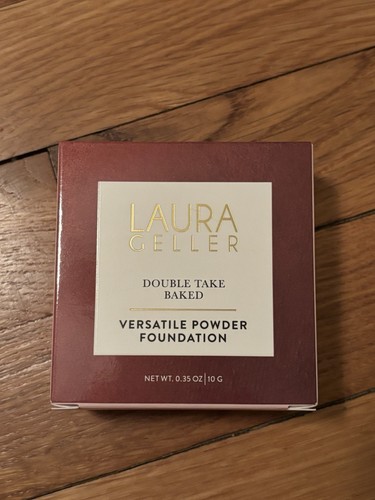 LAURA
GELLER
DOUBLE TAKE
BAKED
VERSATILE POWDER
FOUNDATION
NET WT. 0.35 OZ | 10 G